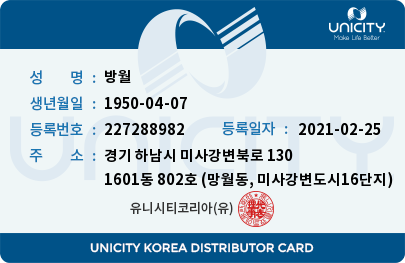 UNICITY
Make Life Better
성 명 : 방월
생년월일 : 1950-04-07
등록번호 : 227288982 등록일자 : 2021-02-25
주 소 : 경기 하남시 미사강변북로 130
1601동 802호 (망월동, 미사강변도시16단지)
유니시티코리아(유)
UNICITY KOREA DISTRIBUTOR CARD